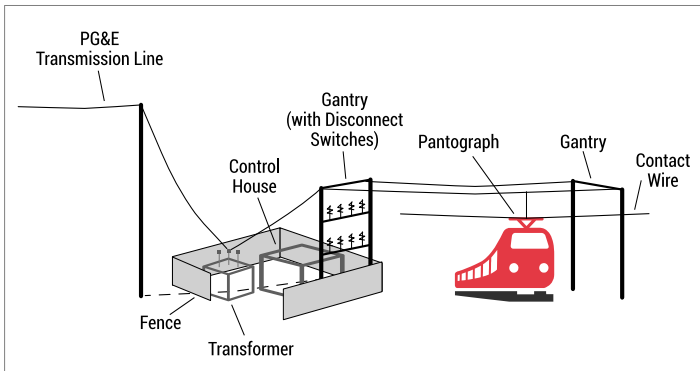 PG&E
Transmission Line
Gantry
(with Disconnect
Switches)
Pantograph
Gantry
Contact
Wire
Control
House
Fence
Transformer